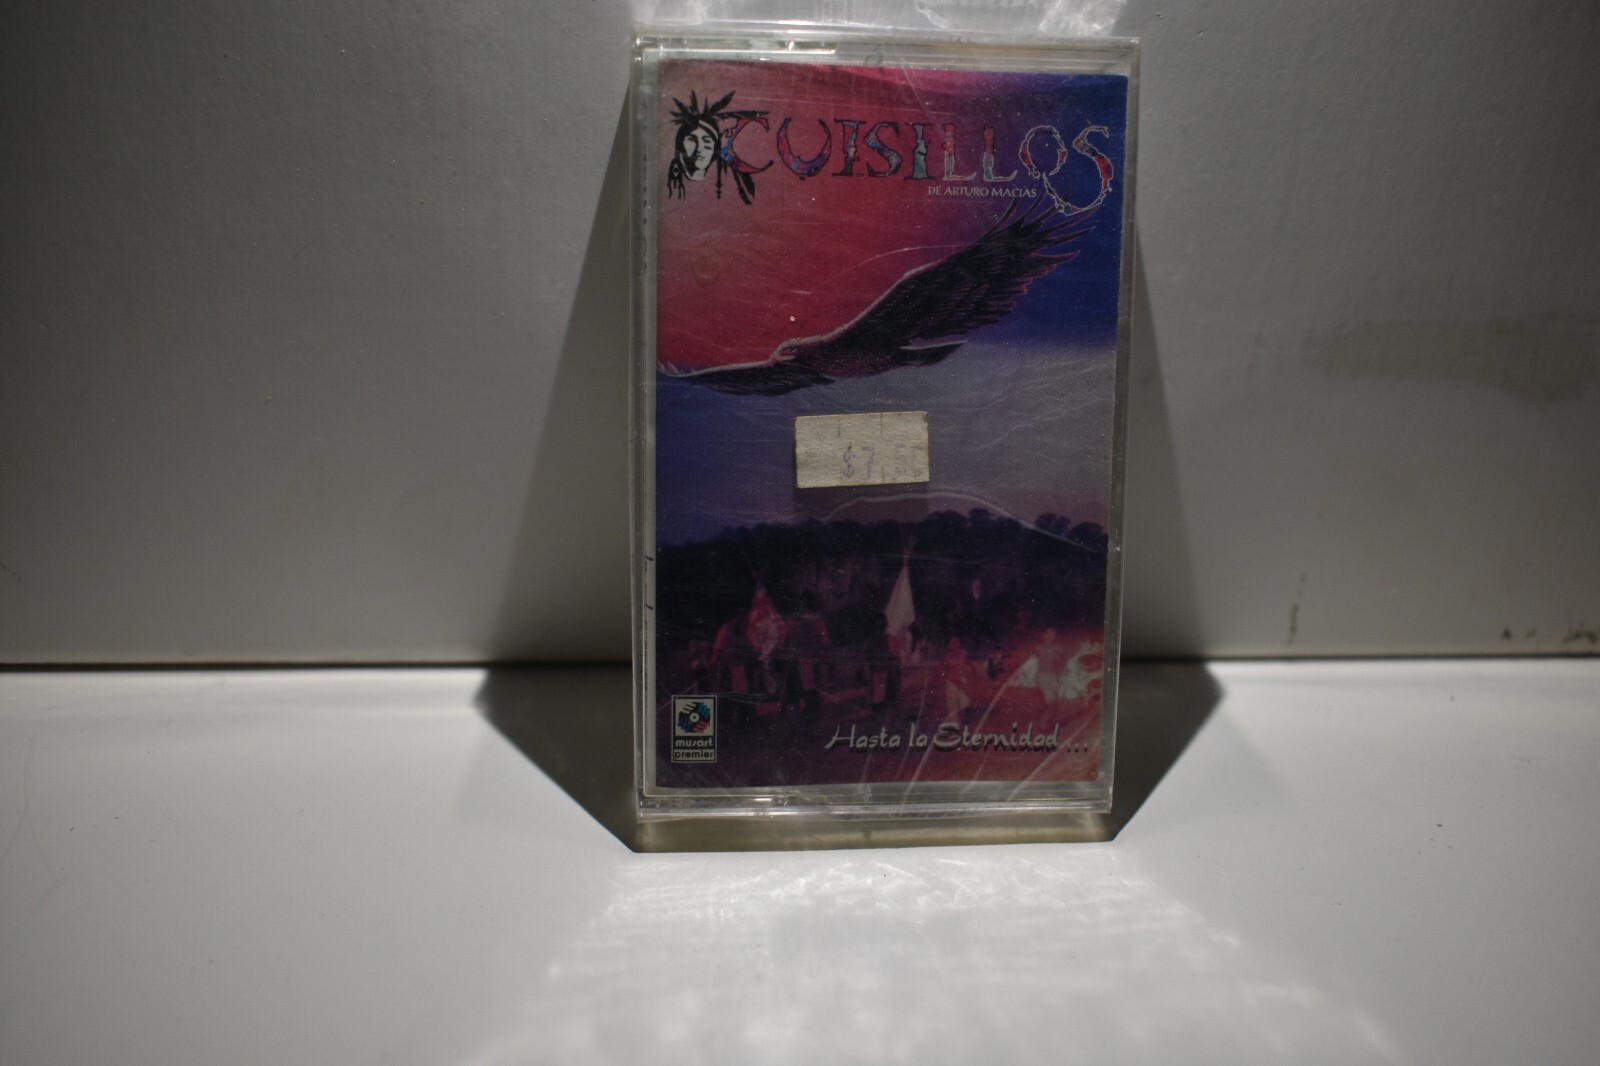 CUISILLOS
DE ARTURO MACIAS
$7.50
Hasta la Eternidad...
musart
premier